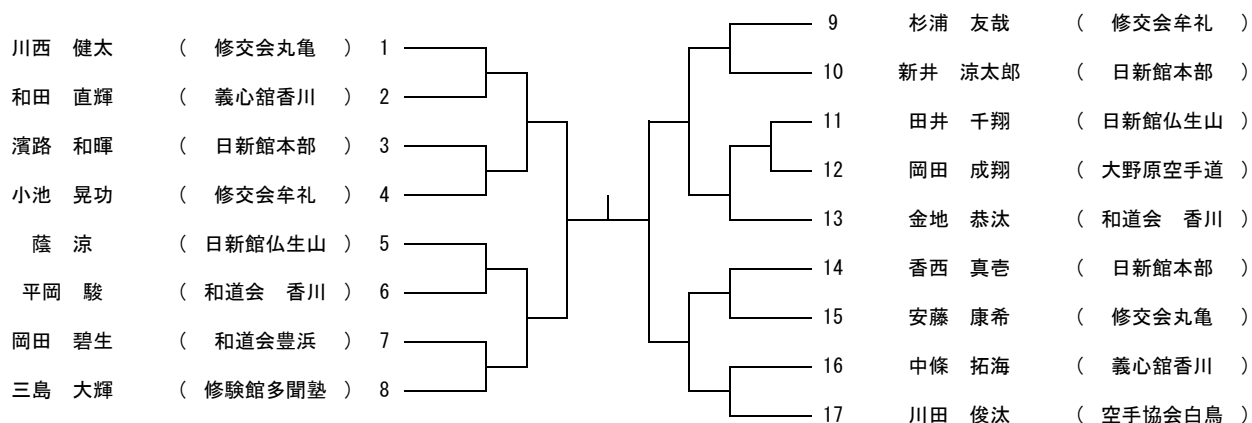 川西　健太 （ 修交会丸亀 ） 1
和田　直輝 （ 義心舘香川 ） 2
濱路　和暉 （ 日新館本部 ） 3
小池　晃功 （ 修交会牟礼 ） 4
蔭　涼 （ 日新館仏生山 ） 5
平岡　駿 （ 和道会　香川 ） 6
岡田　碧生 （ 和道会豊浜 ） 7
三島　大輝 （ 修験館多聞塾 ） 8
9 杉浦　友哉 （ 修交会牟礼 ）
10 新井　涼太郎 （ 日新館本部 ）
11 田井　千翔 （ 日新館仏生山 ）
12 岡田　成翔 （ 大野原空手道 ）
13 金地　恭汰 （ 和道会　香川 ）
14 香西　真壱 （ 日新館本部 ）
15 安藤　康希 （ 修交会丸亀 ）
16 中條　拓海 （ 義心舘香川 ）
17 川田　俊汰 （ 空手協会白鳥 ）